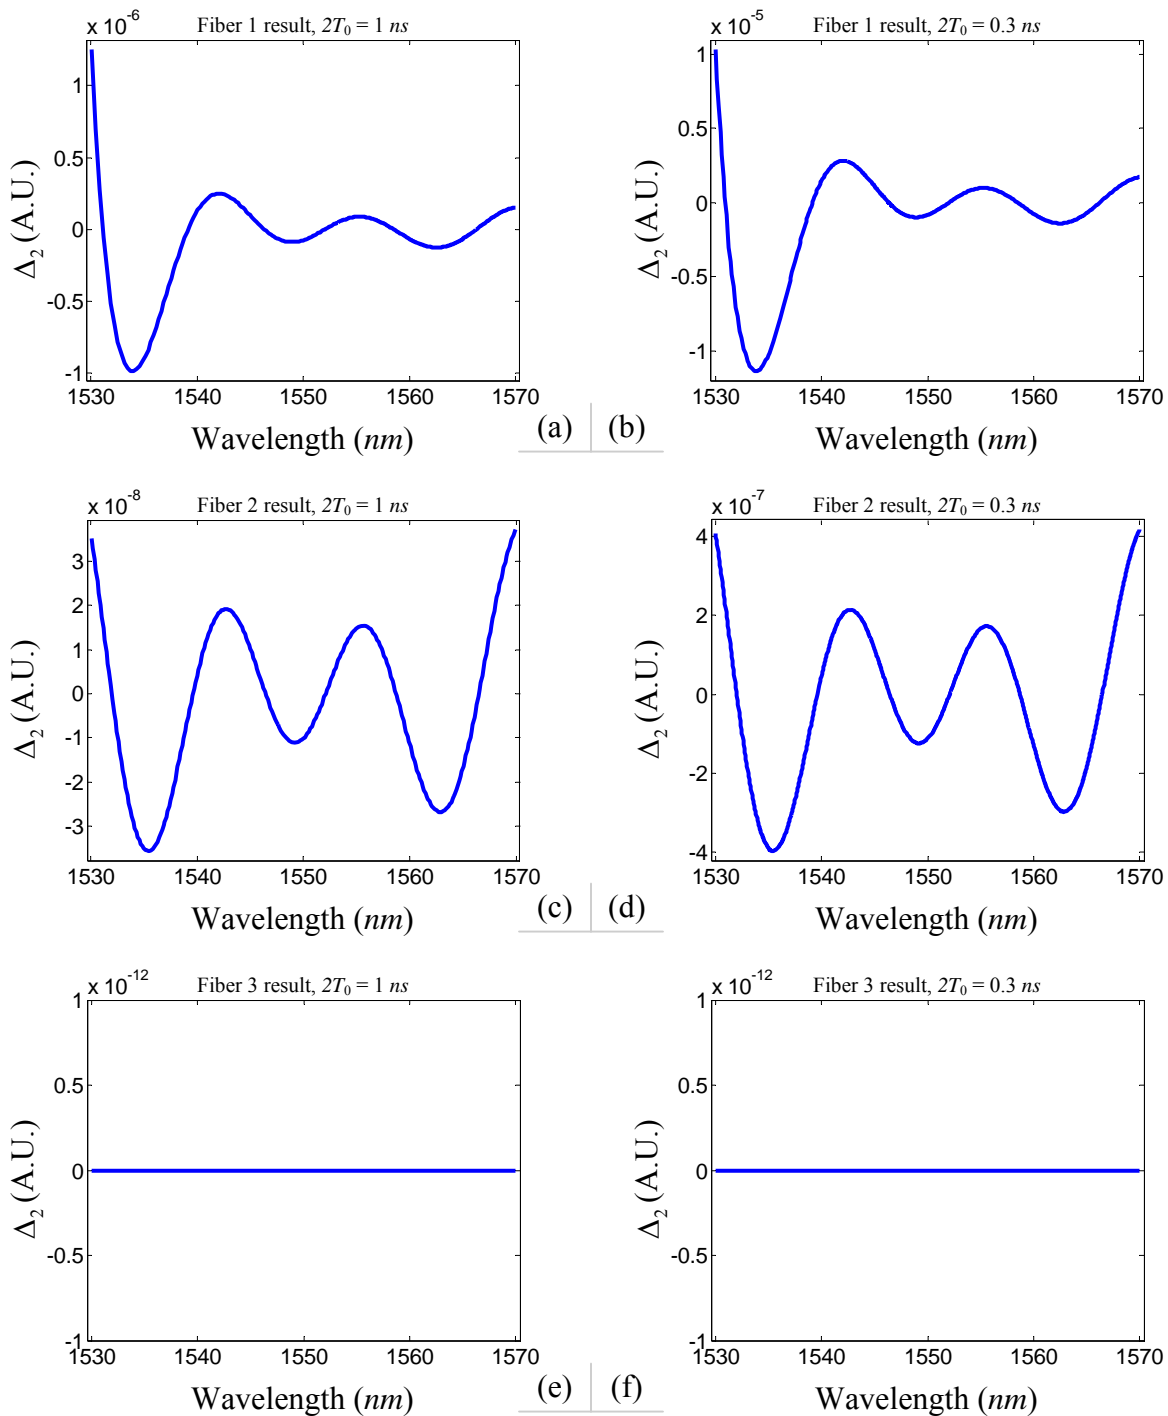 x 10^-6
Fiber 1 result, 2T₀ = 1 ns
1
0.5
0
-0.5
-1
Δ₂ (A.U.)
1530 1540 1550 1560 1570
Wavelength (nm)
x 10^-5
Fiber 1 result, 2T₀ = 0.3 ns
1
0.5
0
-0.5
-1
Δ₂ (A.U.)
1530 1540 1550 1560 1570
Wavelength (nm)
(a) (b)
x 10^-8
Fiber 2 result, 2T₀ = 1 ns
3
2
1
0
-1
-2
-3
Δ₂ (A.U.)
1530 1540 1550 1560 1570
Wavelength (nm)
x 10^-7
Fiber 2 result, 2T₀ = 0.3 ns
4
2
0
-2
-4
Δ₂ (A.U.)
1530 1540 1550 1560 1570
Wavelength (nm)
(c) (d)
x 10^-12
Fiber 3 result, 2T₀ = 1 ns
1
0.5
0
-0.5
-1
Δ₂ (A.U.)
1530 1540 1550 1560 1570
Wavelength (nm)
x 10^-12
Fiber 3 result, 2T₀ = 0.3 ns
1
0.5
0
-0.5
-1
Δ₂ (A.U.)
1530 1540 1550 1560 1570
Wavelength (nm)
(e) (f)